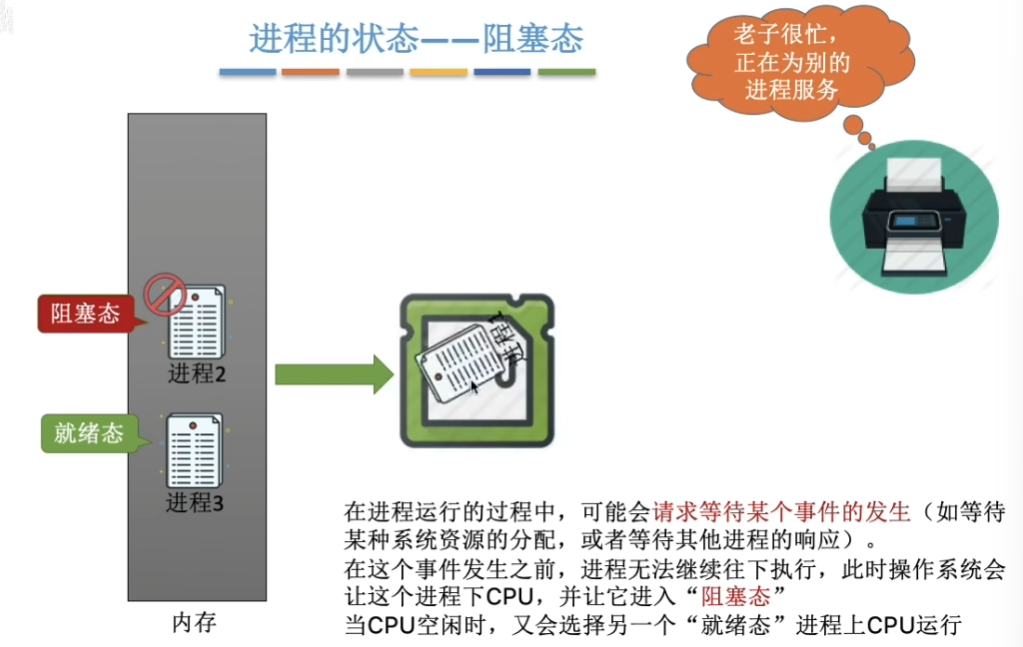 进程的状态——阻塞态
老子很忙，
正在为别的
进程服务
阻塞态
进程2
就绪态
进程3
内存
进程1
在进程运行的过程中，可能会请求等待某个事件的发生（如等待
某种系统资源的分配，或者等待其他进程的响应）。
在这个事件发生之前，进程无法继续往下执行，此时操作系统会
让这个进程下CPU，并让它进入“阻塞态”
当CPU空闲时，又会选择另一个“就绪态”进程上CPU运行